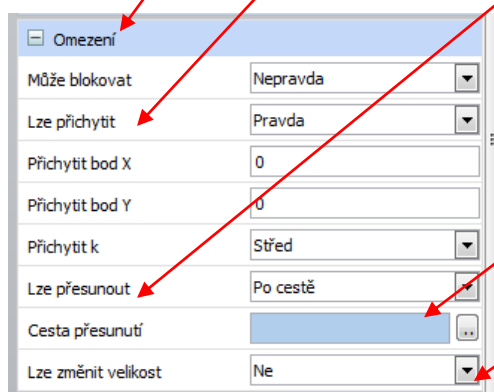 Omezení
Může blokovat Nepravda
Lze přichytit Pravda
Přichytit bod X 0
Přichytit bod Y 0
Přichytit k Střed
Lze přesunout Po cestě
Cesta přesunutí ..
Lze změnit velikost Ne